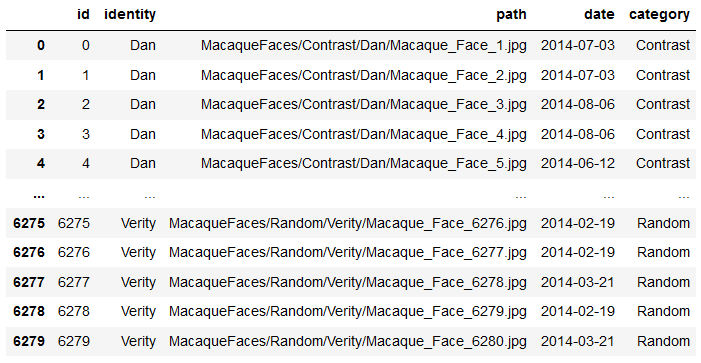 id identity path date category
0 0 Dan MacaqueFaces/Contrast/Dan/Macaque_Face_1.jpg 2014-07-03 Contrast
1 1 Dan MacaqueFaces/Contrast/Dan/Macaque_Face_2.jpg 2014-07-03 Contrast
2 2 Dan MacaqueFaces/Contrast/Dan/Macaque_Face_3.jpg 2014-08-06 Contrast
3 3 Dan MacaqueFaces/Contrast/Dan/Macaque_Face_4.jpg 2014-08-06 Contrast
4 4 Dan MacaqueFaces/Contrast/Dan/Macaque_Face_5.jpg 2014-06-12 Contrast
... ... ... ... ... ...
6275 6275 Verity MacaqueFaces/Random/Verity/Macaque_Face_6276.jpg 2014-02-19 Random
6276 6276 Verity MacaqueFaces/Random/Verity/Macaque_Face_6277.jpg 2014-02-19 Random
6277 6277 Verity MacaqueFaces/Random/Verity/Macaque_Face_6278.jpg 2014-03-21 Random
6278 6278 Verity MacaqueFaces/Random/Verity/Macaque_Face_6279.jpg 2014-02-19 Random
6279 6279 Verity MacaqueFaces/Random/Verity/Macaque_Face_6280.jpg 2014-03-21 Random